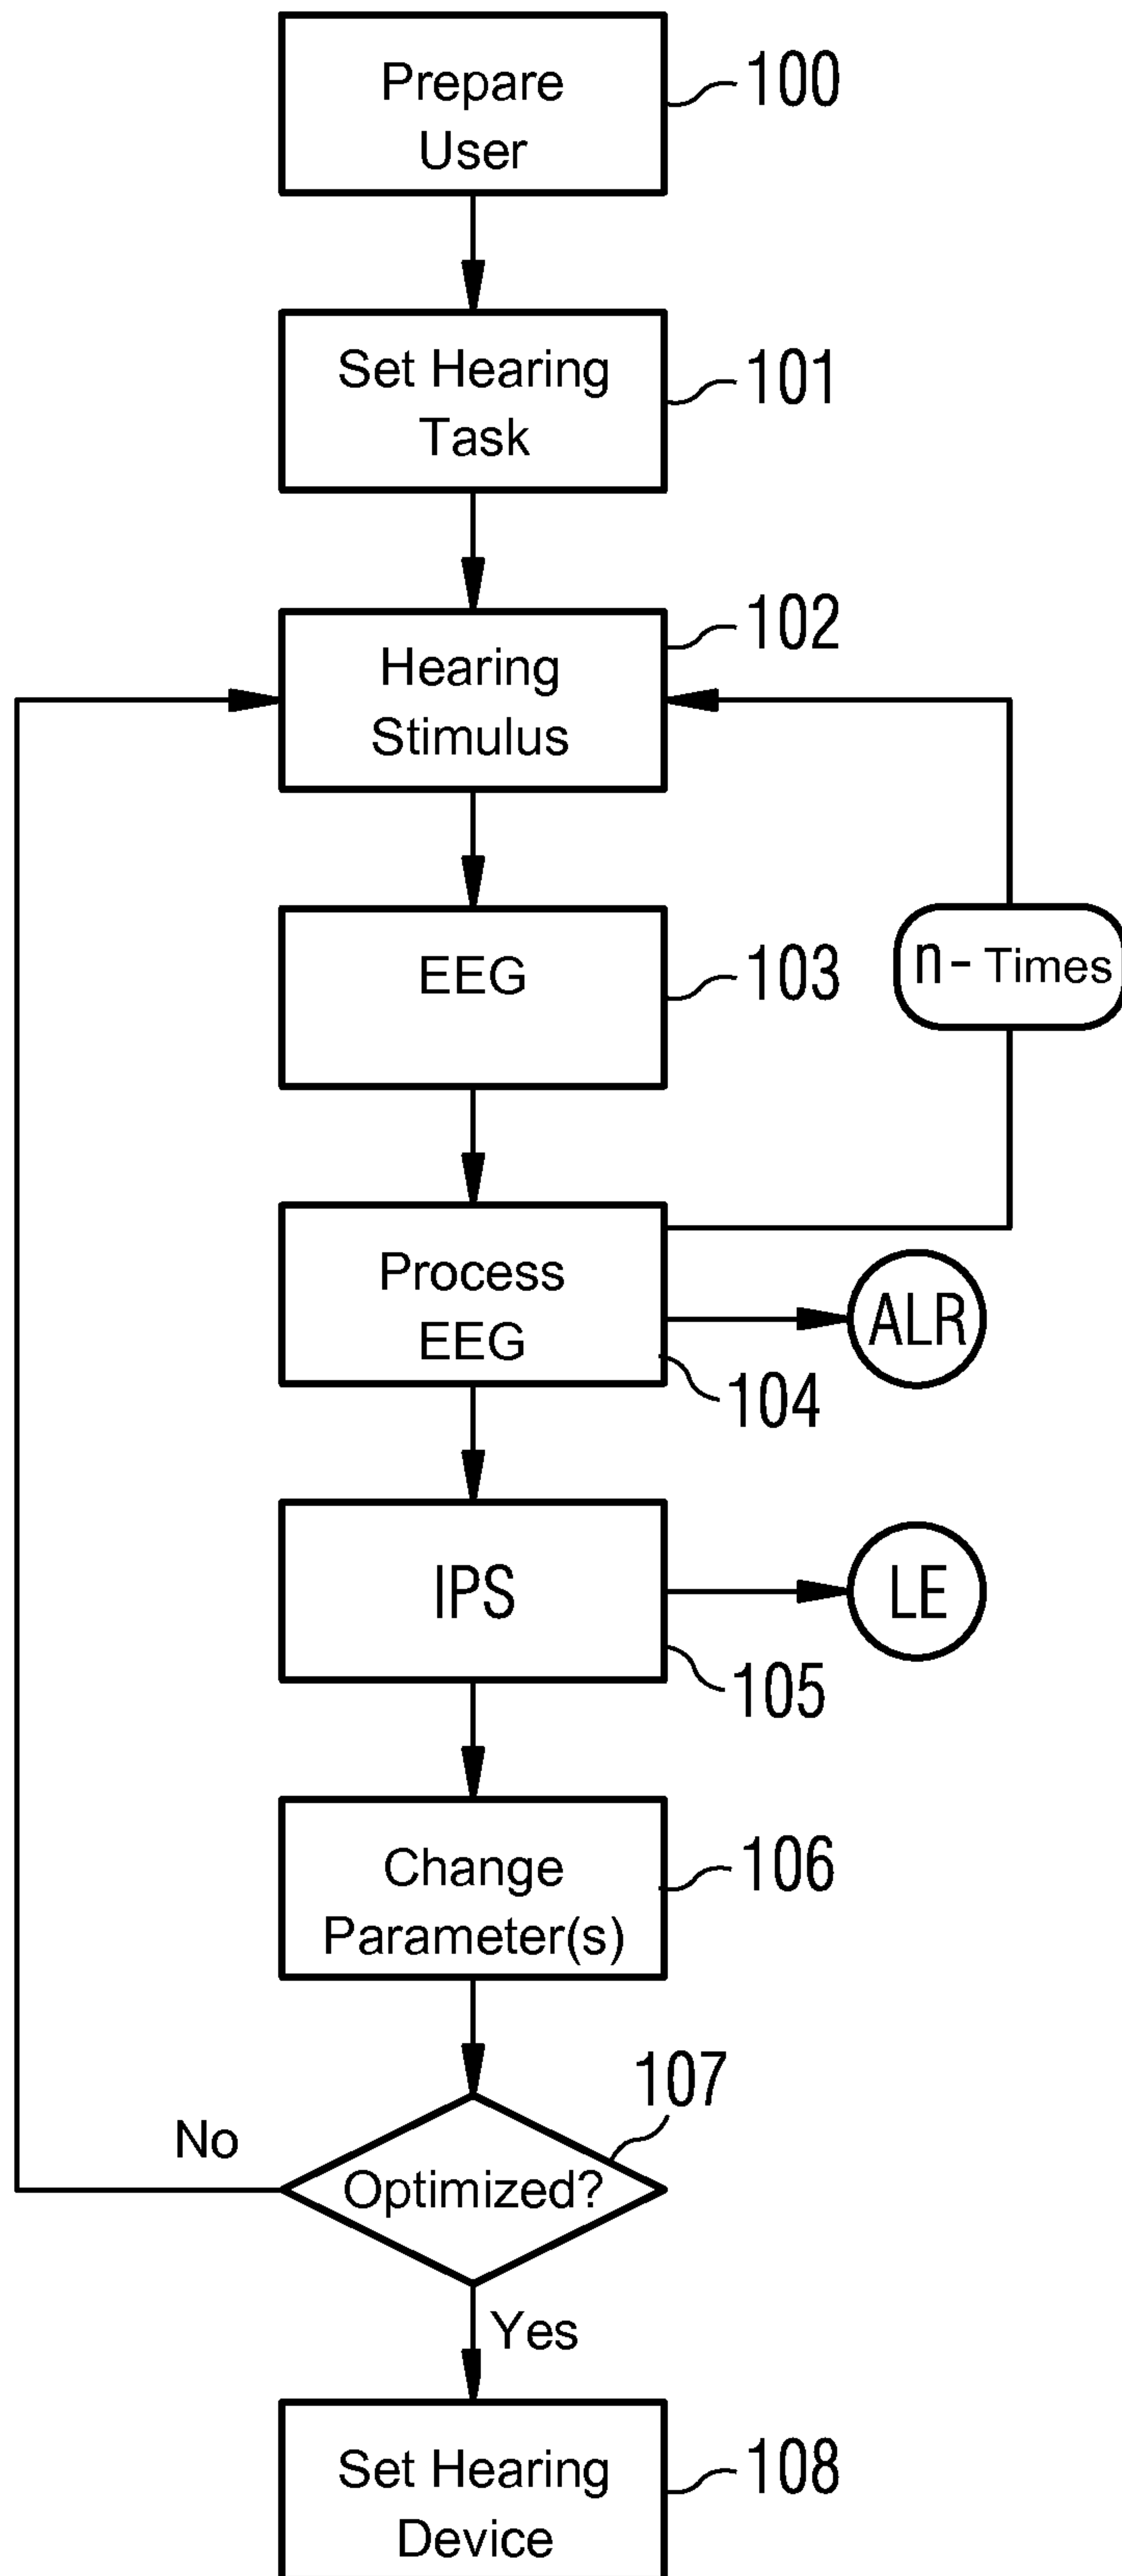 Prepare
User
100
Set Hearing
Task
101
Hearing
Stimulus
102
EEG
103
n- Times
Process
EEG
104
ALR
IPS
105
LE
Change
Parameter(s)
106
107
No
Optimized?
Yes
Set Hearing
Device
108